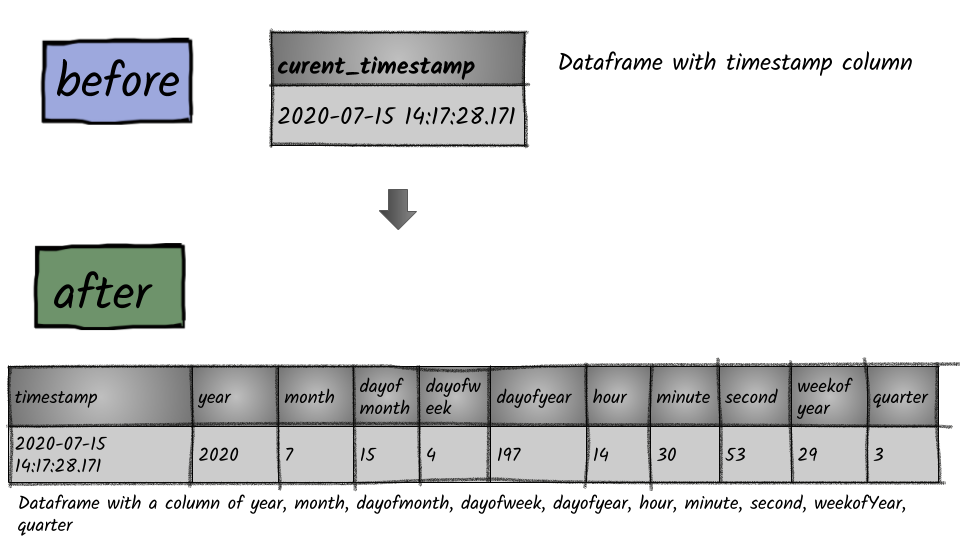 before
curent_timestamp
Dataframe with timestamp column
2020-07-15 14:17:28.171
after
timestamp year month dayof month dayofw eek dayofyear hour minute second weekof year quarter
2020-07-15 14:17:28.171 2020 7 15 4 197 14 30 53 29 3
Dataframe with a column of year, month, dayofmonth, dayofweek, dayofyear, hour, minute, second, weekofYear,
quarter